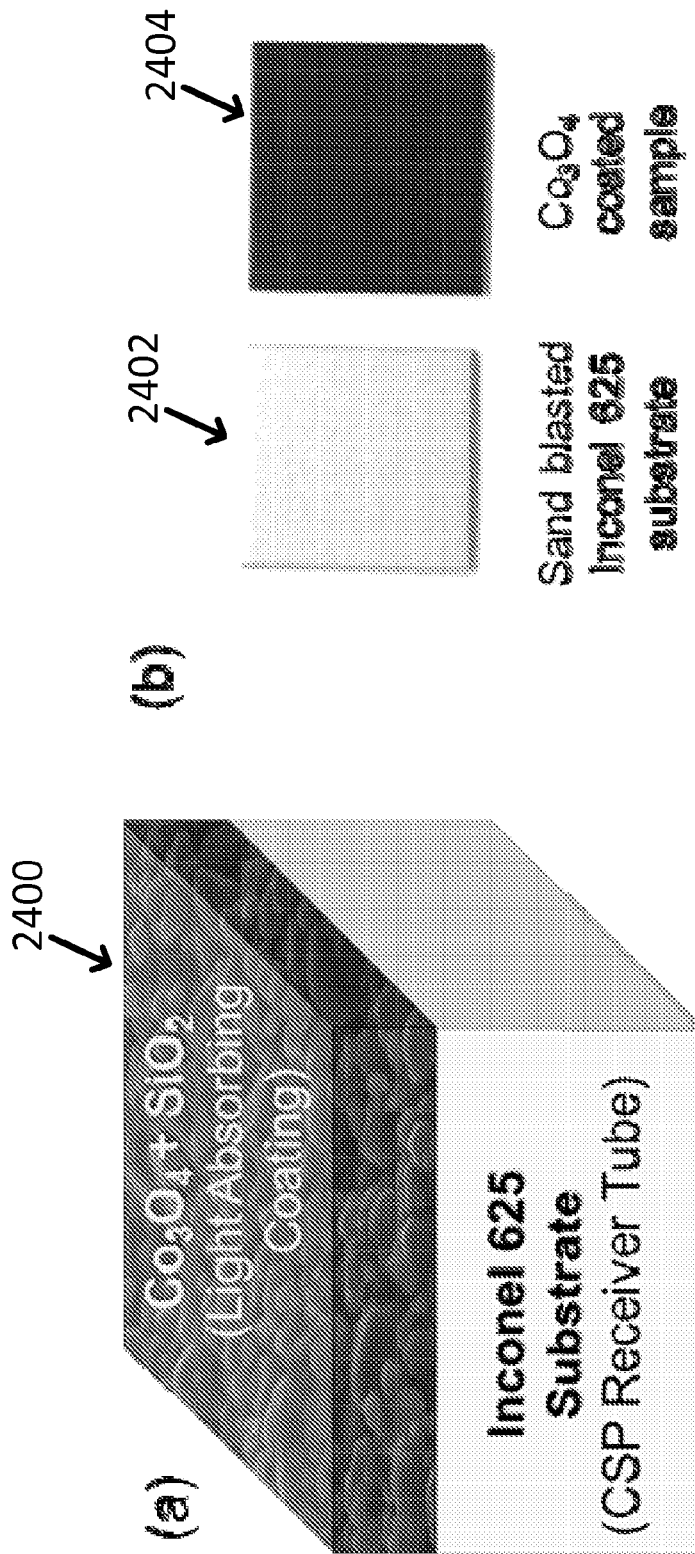 (a)
2400
Co₃O₄ + SiO₂
(Light Absorbing
Coating)
Inconel 625
Substrate
(CSP Receiver Tube)
(b)
2402
2404
Sand blasted
Inconel 625
substrate
Co₃O₄
coated
sample